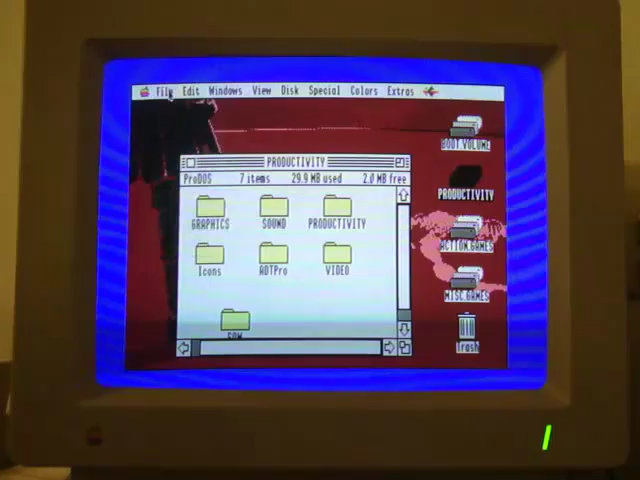 File Edit Windows View Disk Special Colors Extras
PRODUCTIVITY
ProDOS 7 items 29.9 MB used 2.0 MB free
GRAPHICS SOUND PRODUCTIVITY
Icons ADTPro VIDEO
BOOT.VOLUME
PRODUCTIVITY
ACTION.GAMES
MISC.GAMES
Trash